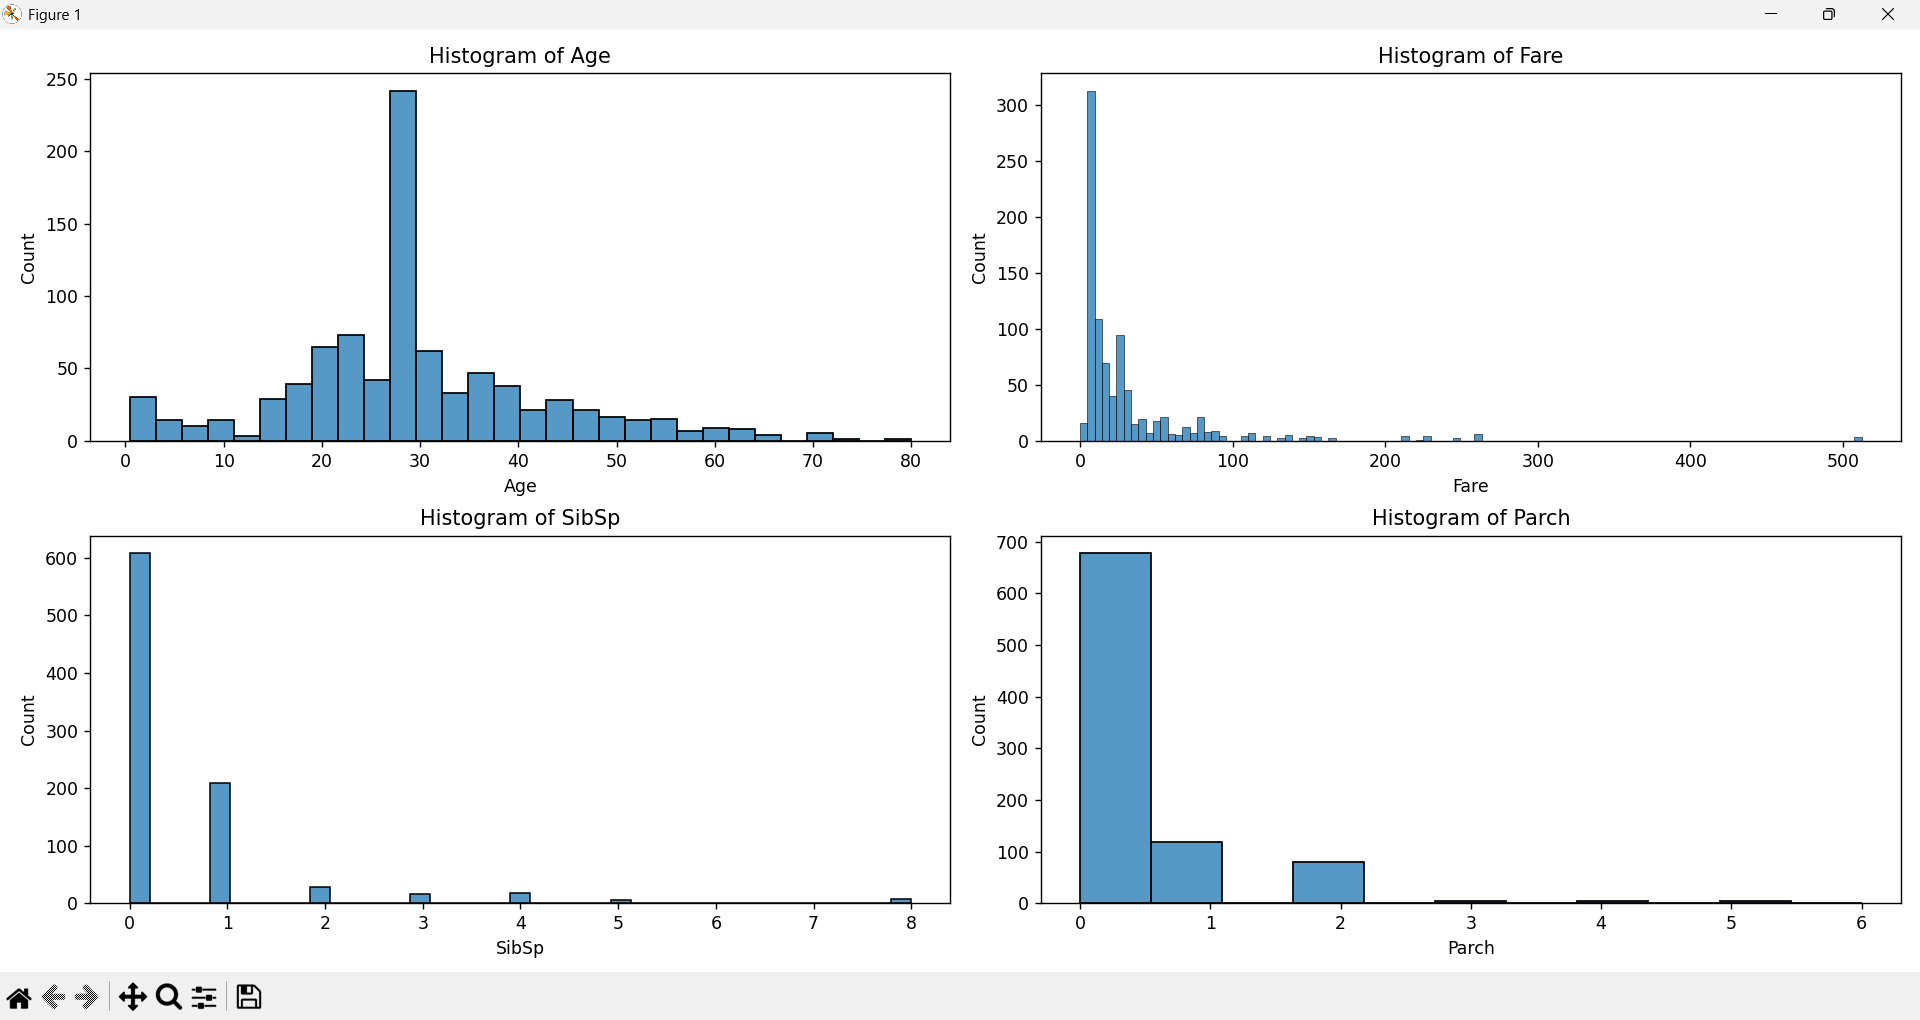 Figure 1
Histogram of Age
250
200
150
100
50
0
Count
0 10 20 30 40 50 60 70 80
Age
Histogram of Fare
300
250
200
150
100
50
0
Count
0 100 200 300 400 500
Fare
Histogram of SibSp
600
500
400
300
200
100
0
Count
0 1 2 3 4 5 6 7 8
SibSp
Histogram of Parch
700
600
500
400
300
200
100
0
Count
0 1 2 3 4 5 6
Parch